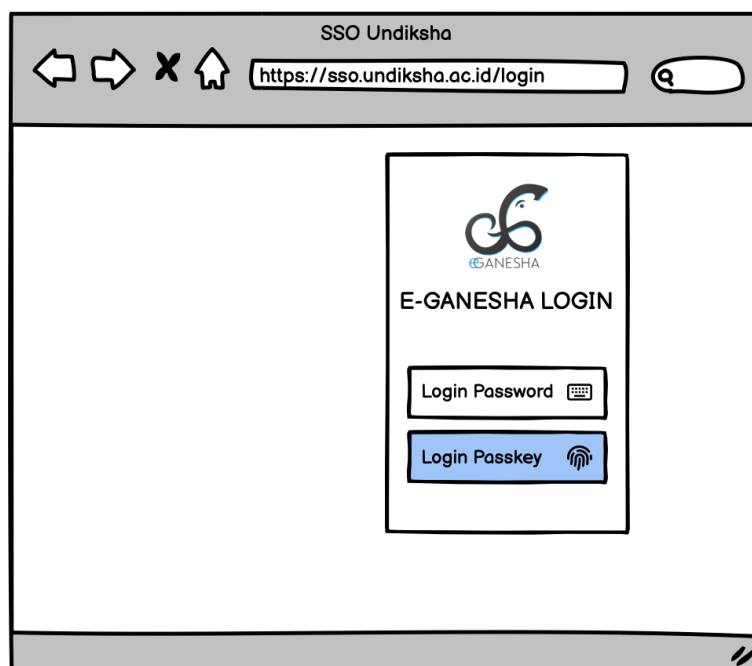 SSO Undiksha
https://sso.undiksha.ac.id/login
eGANESHA
E-GANESHA LOGIN
Login Password
Login Passkey